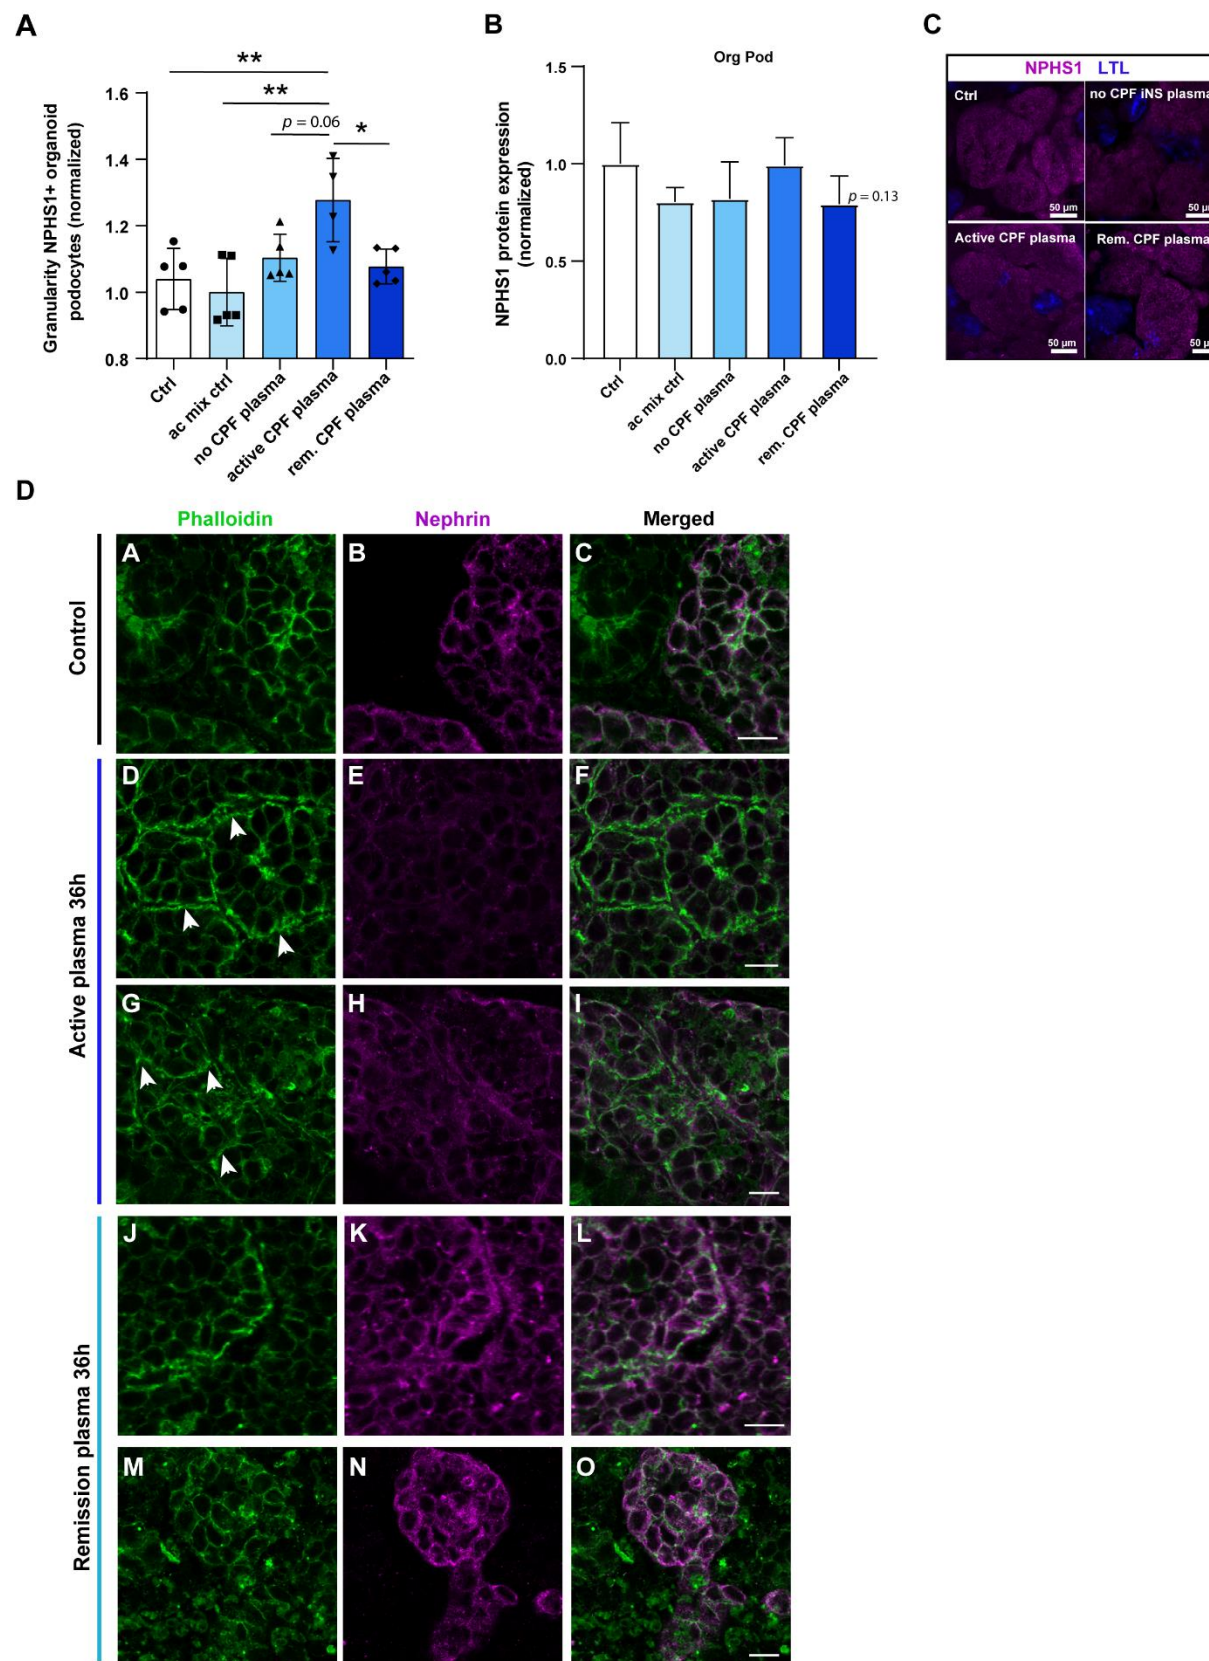 A
**
**
p = 0.06
*
Granularity NPHS1+ organoid
podocytes (normalized)
1.6
1.4
1.2
1.0
0.8
Ctrl
ac mix ctrl
no CPF plasma
active CPF plasma
rem. CPF plasma
B
Org Pod
NPHS1 protein expression
(normalized)
1.5
1.0
0.5
0.0
p = 0.13
Ctrl
ac mix ctrl
no CPF plasma
active CPF plasma
rem. CPF plasma
C
NPHS1 LTL
Ctrl
50 µm
no CPF iNS plasma
50 µm
Active CPF plasma
50 µm
Rem. CPF plasma
50 µm
D
Phalloidin
Nephrin
Merged
Control
A
B
C
Active plasma 36h
D
E
F
G
H
I
Remission plasma 36h
J
K
L
M
N
O